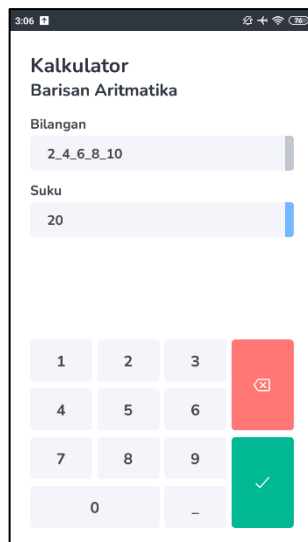 3:06 76
Kalkulator
Barisan Aritmatika
Bilangan
2_4_6_8_10
Suku
20
1 2 3
4 5 6
7 8 9
0 _